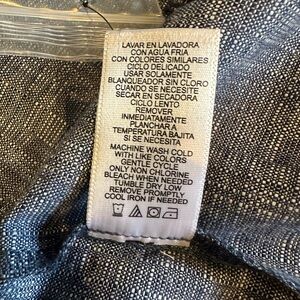 LAVAR EN LAVADORA
CON AGUA FRIA
CON COLORES SIMILARES
CICLO DELICADO
USAR SOLAMENTE
BLANQUEADOR SIN CLORO
CUANDO SE NECESITE
SECAR EN SECADORA
CICLO LENTO
REMOVER
INMEDIATAMENTE
PLANCHAR A
TEMPERATURA BAJITA
SI SE NECESITA
MACHINE WASH COLD
WITH LIKE COLORS
GENTLE CYCLE
ONLY NON CHLORINE
BLEACH WHEN NEEDED
TUMBLE DRY LOW
REMOVE PROMPTLY
COOL IRON IF NEEDED